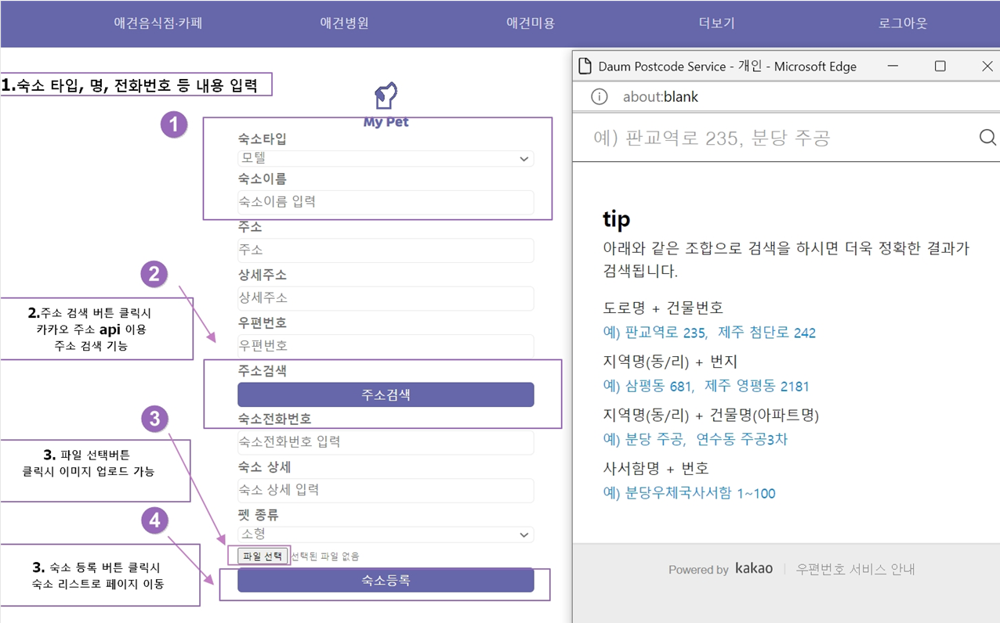 애견음식점·카페 애견병원 애견미용 더보기 로그아웃
1.숙소 타입, 명, 전화번호 등 내용 입력
My Pet
1
숙소타입
모텔
숙소이름
숙소이름 입력
주소
주소
2
상세주소
상세주소
2.주소 검색 버튼 클릭시
카카오 주소 api 이용
주소 검색 기능
우편번호
우편번호
주소검색
주소검색
3
숙소전화번호
숙소전화번호 입력
3. 파일 선택버튼
클릭시 이미지 업로드 가능
숙소 상세
숙소 상세 입력
4
펫 종류
소형
파일 선택 선택된 파일 없음
3. 숙소 등록 버튼 클릭시
숙소 리스트로 페이지 이동
숙소등록
Daum Postcode Service - 개인 - Microsoft Edge
about:blank
예) 판교역로 235, 분당 주공
tip
아래와 같은 조합으로 검색을 하시면 더욱 정확한 결과가
검색됩니다.
도로명 + 건물번호
예) 판교역로 235, 제주 첨단로 242
지역명(동/리) + 번지
예) 삼평동 681, 제주 영평동 2181
지역명(동/리) + 건물명(아파트명)
예) 분당 주공, 연수동 주공3차
사서함명 + 번호
예) 분당우체국사서함 1~100
Powered by kakao 우편번호 서비스 안내